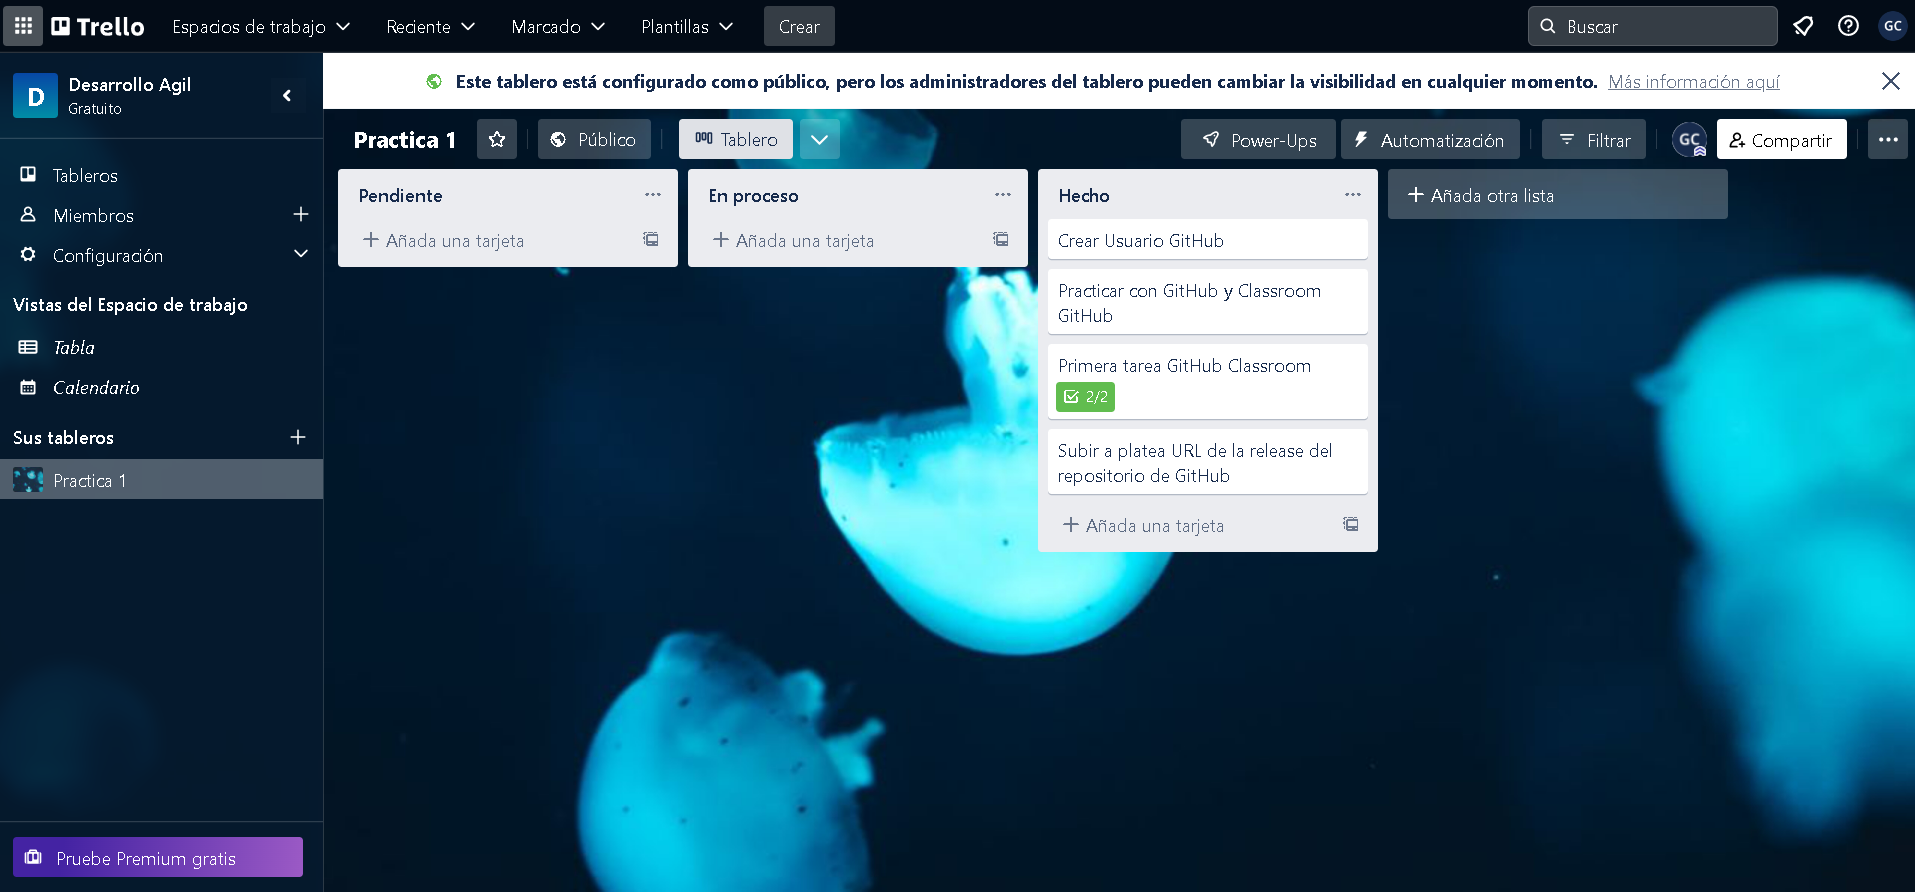 Trello
Espacios de trabajo
Reciente
Marcado
Plantillas
Crear
Buscar
GC
D
Desarrollo Agil
Gratuito
Este tablero está configurado como público, pero los administradores del tablero pueden cambiar la visibilidad en cualquier momento. Más información aquí
Practica 1
Público
Tablero
Power-Ups
Automatización
Filtrar
GC
Compartir
Tableros
Miembros
Configuración
Vistas del Espacio de trabajo
Tabla
Calendario
Sus tableros
Practica 1
Pruebe Premium gratis
Pendiente
Añada una tarjeta
En proceso
Añada una tarjeta
Hecho
Crear Usuario GitHub
Practicar con GitHub y Classroom
GitHub
Primera tarea GitHub Classroom
2/2
Subir a platea URL de la release del
repositorio de GitHub
Añada una tarjeta
Añada otra lista